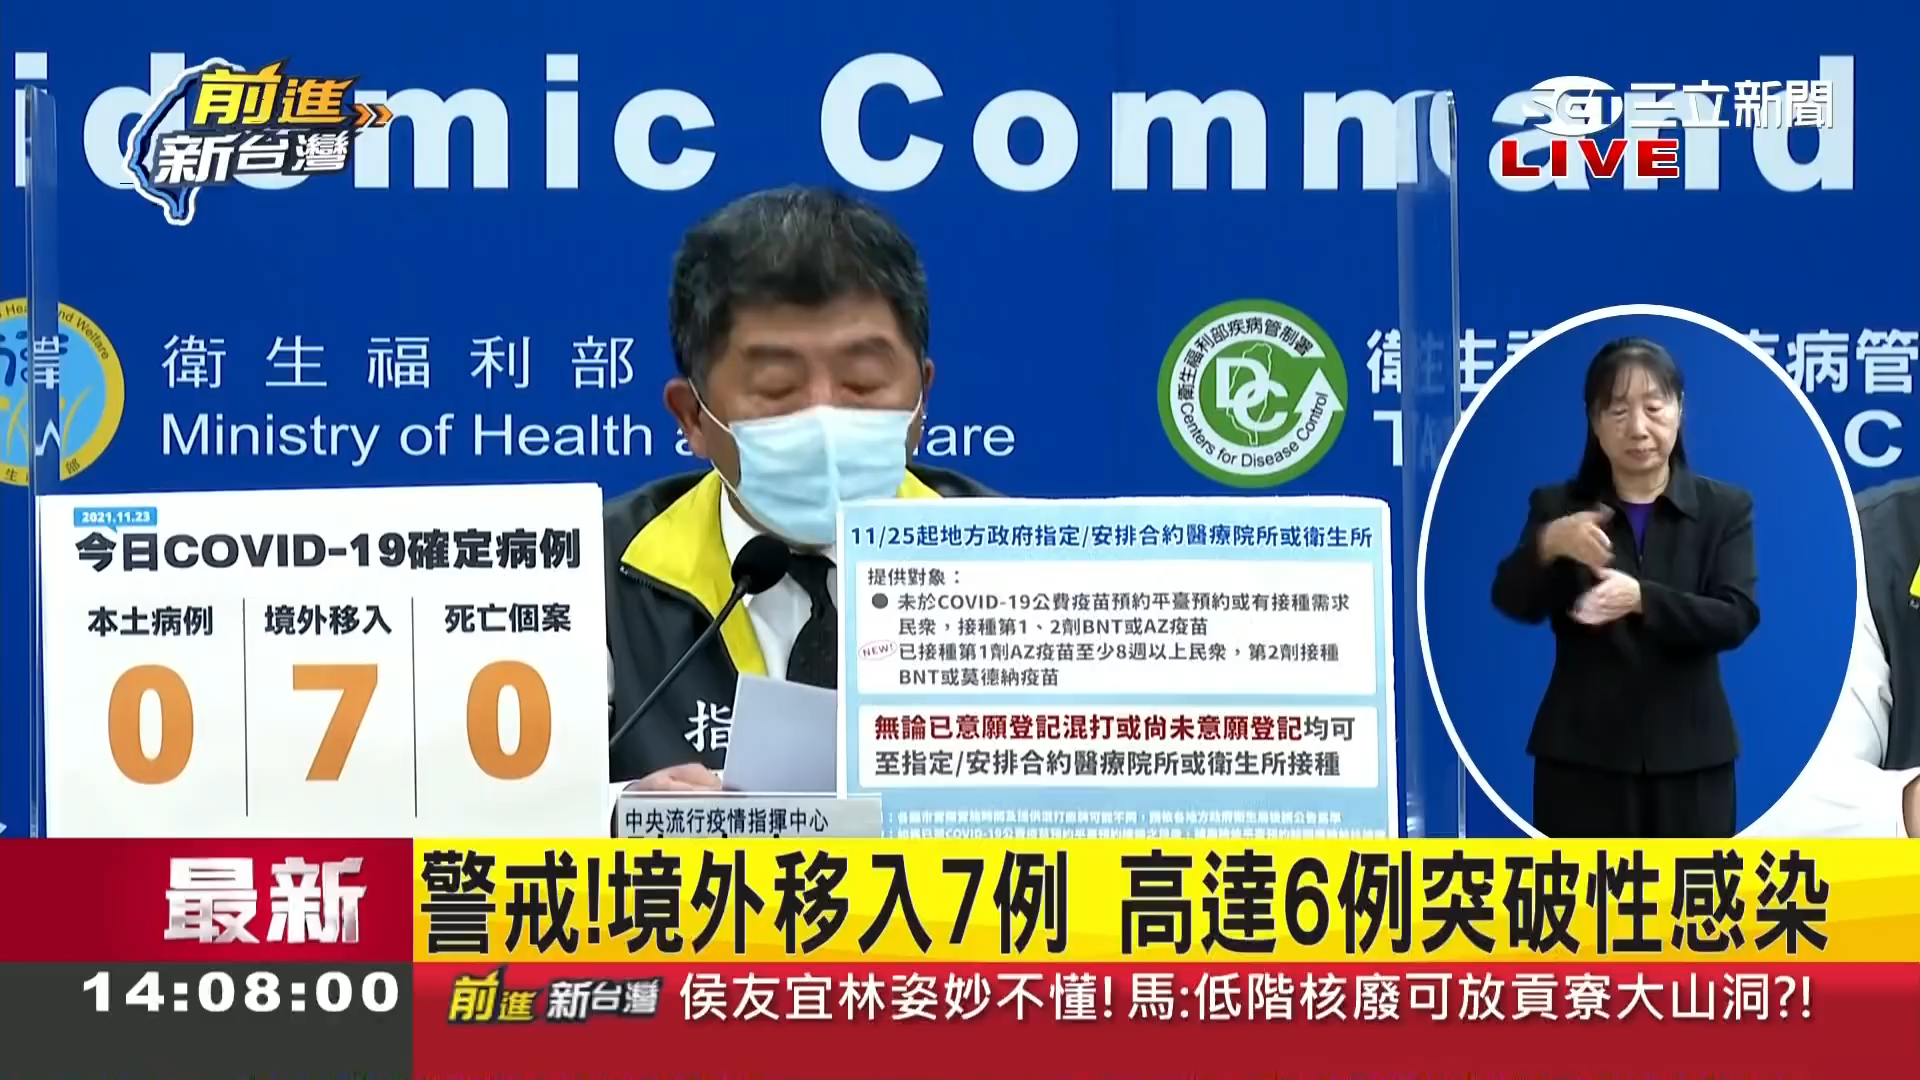 idemic Command
前進
新台灣
SET 三立新聞
LIVE
衛生福利部
Ministry of Health
衛生福利部疾病管制署
Centers for Disease Control
2021.11.23
今日COVID-19確定病例
本土病例 境外移入 死亡個案
0 7 0
11/25起地方政府指定/安排合約醫療院所或衛生所
提供對象：
● 未於COVID-19公費疫苗預約平臺預約或有接種需求
民眾，接種第1、2劑BNT或AZ疫苗
NEW! 已接種第1劑AZ疫苗至少8週以上民眾，第2劑接種
BNT或莫德納疫苗
無論已意願登記混打或尚未意願登記均可
至指定/安排合約醫療院所或衛生所接種
指
中央流行疫情指揮中心
最新
警戒!境外移入7例 高達6例突破性感染
14:08:00
前進新台灣 侯友宜林姿妙不懂! 馬:低階核廢可放貢寮大山洞?!